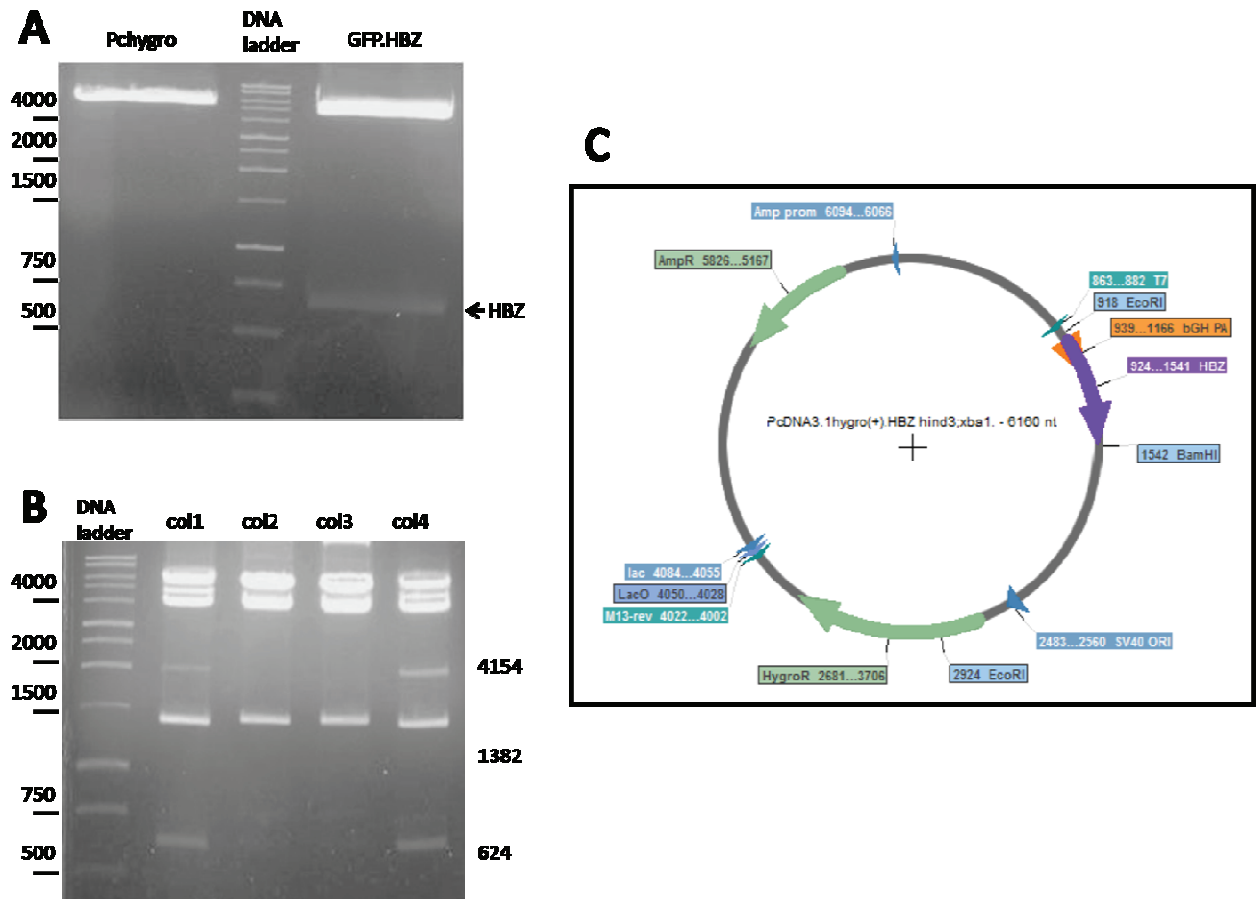 A
Pchygro
DNA
ladder
GFP.HBZ
4000
2000
1500
750
500
HBZ
B
DNA
ladder
col1
col2
col3
col4
4000
2000
1500
750
500
4154
1382
624
C
Amp prom 6094...6066
AmpR 5826...5167
863...882 T7
918 EcoRI
939...1166 bGH PA
924...1541 HBZ
PcDNA3.1hygro(+).HBZ hind3,xba1. - 6160 nt
1542 BamHI
lac 4084...4055
LacO 4050...4028
M13-rev 4022...4002
2483...2560 SV40 ORI
HygroR 2681...3706
2924 EcoRI